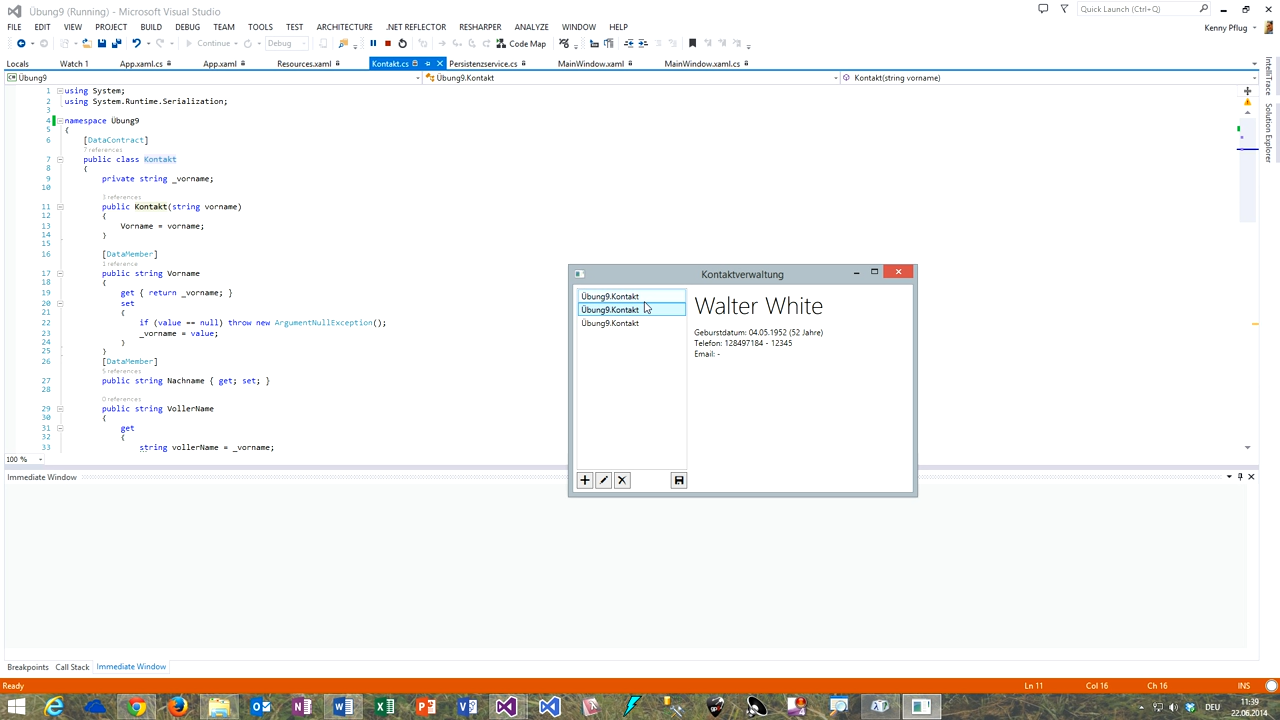 Übung9 (Running) - Microsoft Visual Studio
Quick Launch (Ctrl+Q)
FILE EDIT VIEW PROJECT BUILD DEBUG TEAM TOOLS TEST .NET REFLECTOR RESHARPER ANALYZE WINDOW HELP
Kenny Pflug
Continue
Debug
Code Map
Locals Watch 1 App.xaml.cs App.xaml Resources.xaml Kontakt.cs Persistenzservice.cs MainWindow.xaml MainWindow.xaml.cs
Übung9
Übung9.Kontakt
Kontakt(string vorname)
1 using System;
2 using System.Runtime.Serialization;
3
4 namespace Übung9
5 {
6 [DataContract]
7 references
7 public class Kontakt
8 {
9 private string _vorname;
10
3 references
11 public Kontakt(string vorname)
12 {
13 Vorname = vorname;
14 }
15
16 [DataMember]
1 reference
17 public string Vorname
18 {
19 get { return _vorname; }
20 set
21 {
22 if (value == null) throw new ArgumentNullException();
23 _vorname = value;
24 }
25 }
26 [DataMember]
5 references
27 public string Nachname { get; set; }
28
0 references
29 public string VollerName
30 {
31 get
32 {
33 string vollerName = _vorname;
100 %
IntelliTrace
Solution Explorer
Kontaktverwaltung
Übung9.Kontakt
Übung9.Kontakt
Übung9.Kontakt
Walter White
Geburstdatum: 04.05.1952 (52 Jahre)
Telefon: 128497184 - 12345
Email: -
Immediate Window
Breakpoints Call Stack Immediate Window
Ready
Ln 11 Col 16 Ch 16 INS
DEU
11:39
22.06.2014